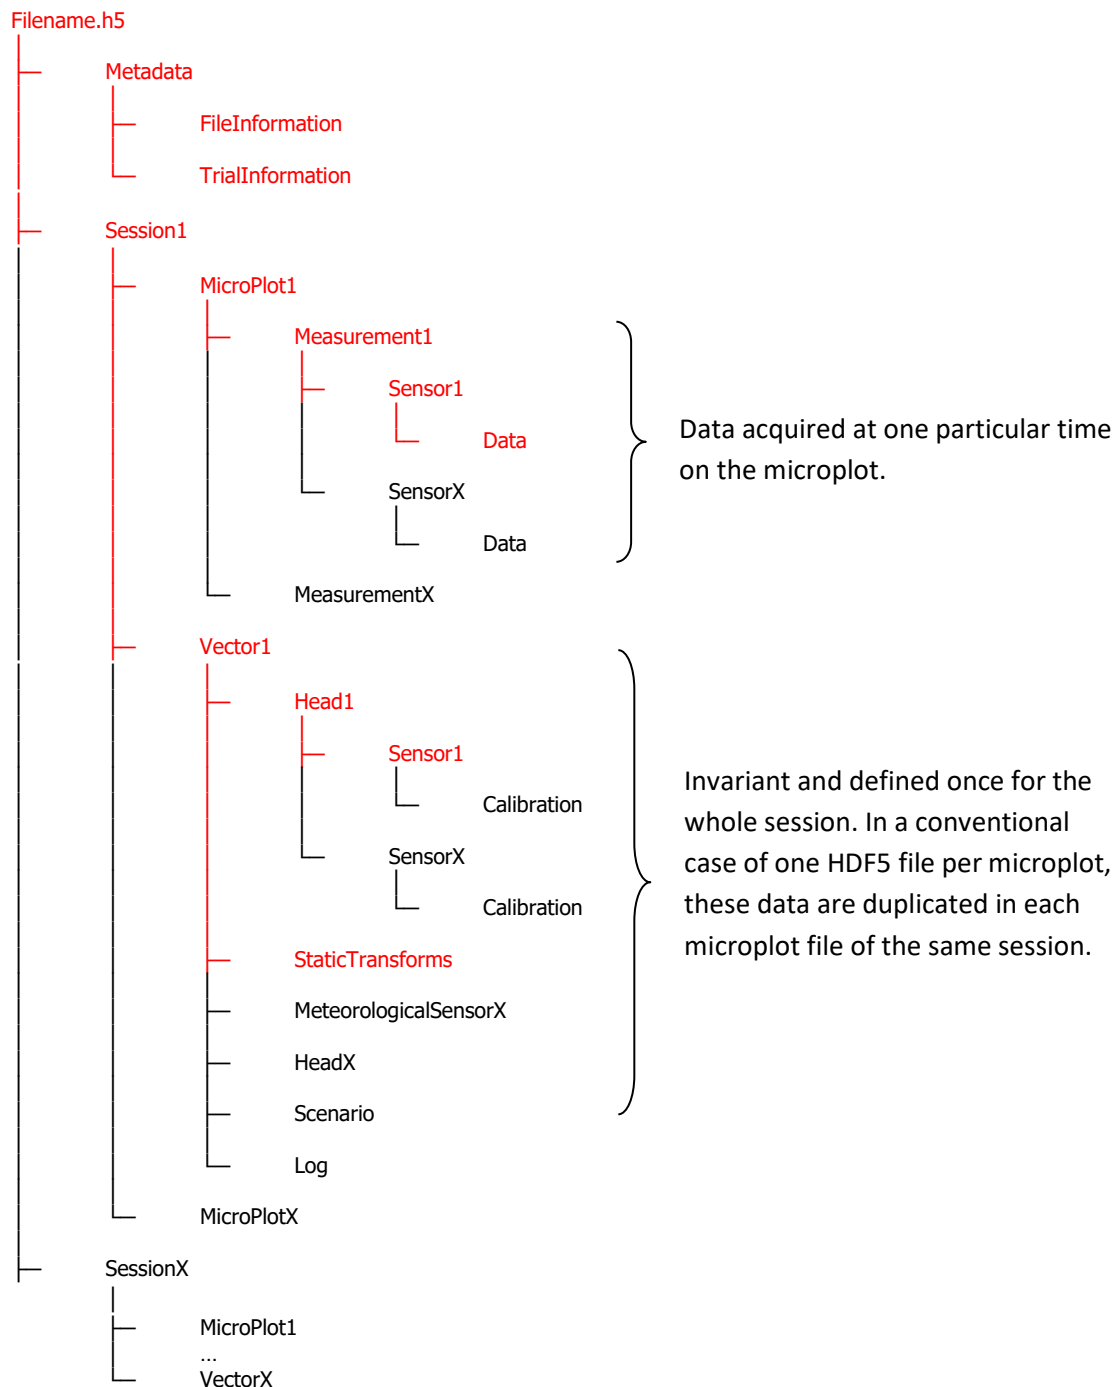 Filename.h5
Metadata
FileInformation
TrialInformation
Session1
MicroPlot1
Measurement1
Sensor1
Data
SensorX
Data
MeasurementX
Data acquired at one particular time
on the microplot.
Vector1
Head1
Sensor1
Calibration
SensorX
Calibration
StaticTransforms
MeteorologicalSensorX
HeadX
Scenario
Log
Invariant and defined once for the
whole session. In a conventional
case of one HDF5 file per microplot,
these data are duplicated in each
microplot file of the same session.
MicroPlotX
SessionX
MicroPlot1
...
VectorX